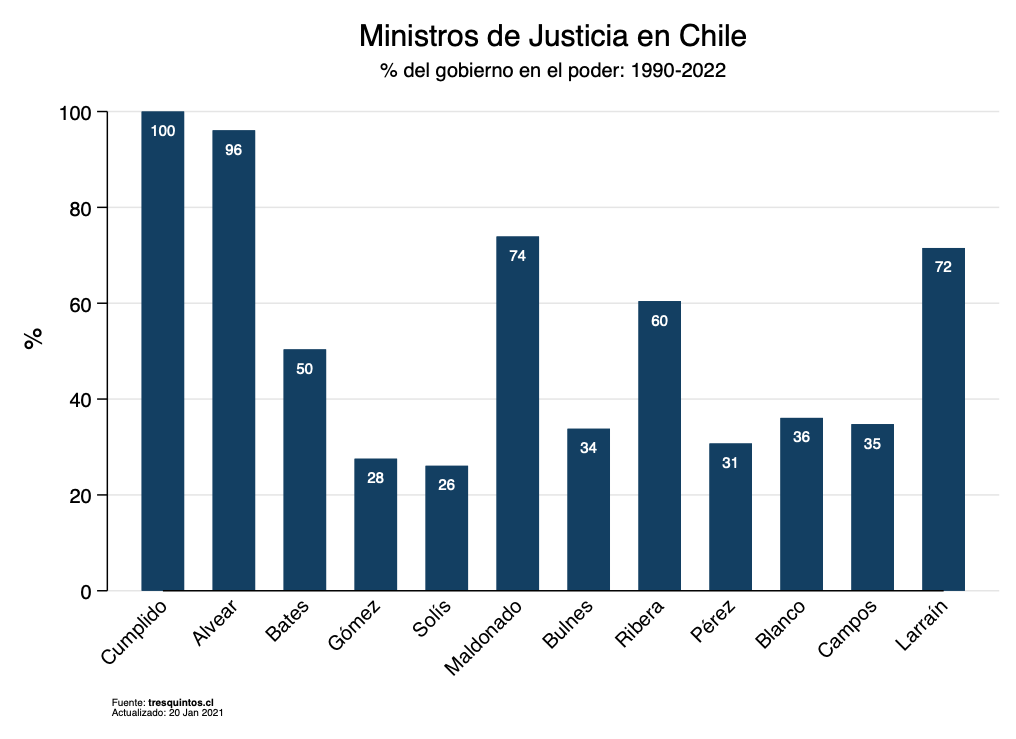 Ministros de Justicia en Chile
% del gobierno en el poder: 1990-2022
%
100
80
60
40
20
0
100
96
50
28
26
74
34
60
31
36
35
72
Cumplido
Alvear
Bates
Gómez
Solís
Maldonado
Bulnes
Ribera
Pérez
Blanco
Campos
Larraín
Fuente: tresquintos.cl
Actualizado: 20 Jan 2021